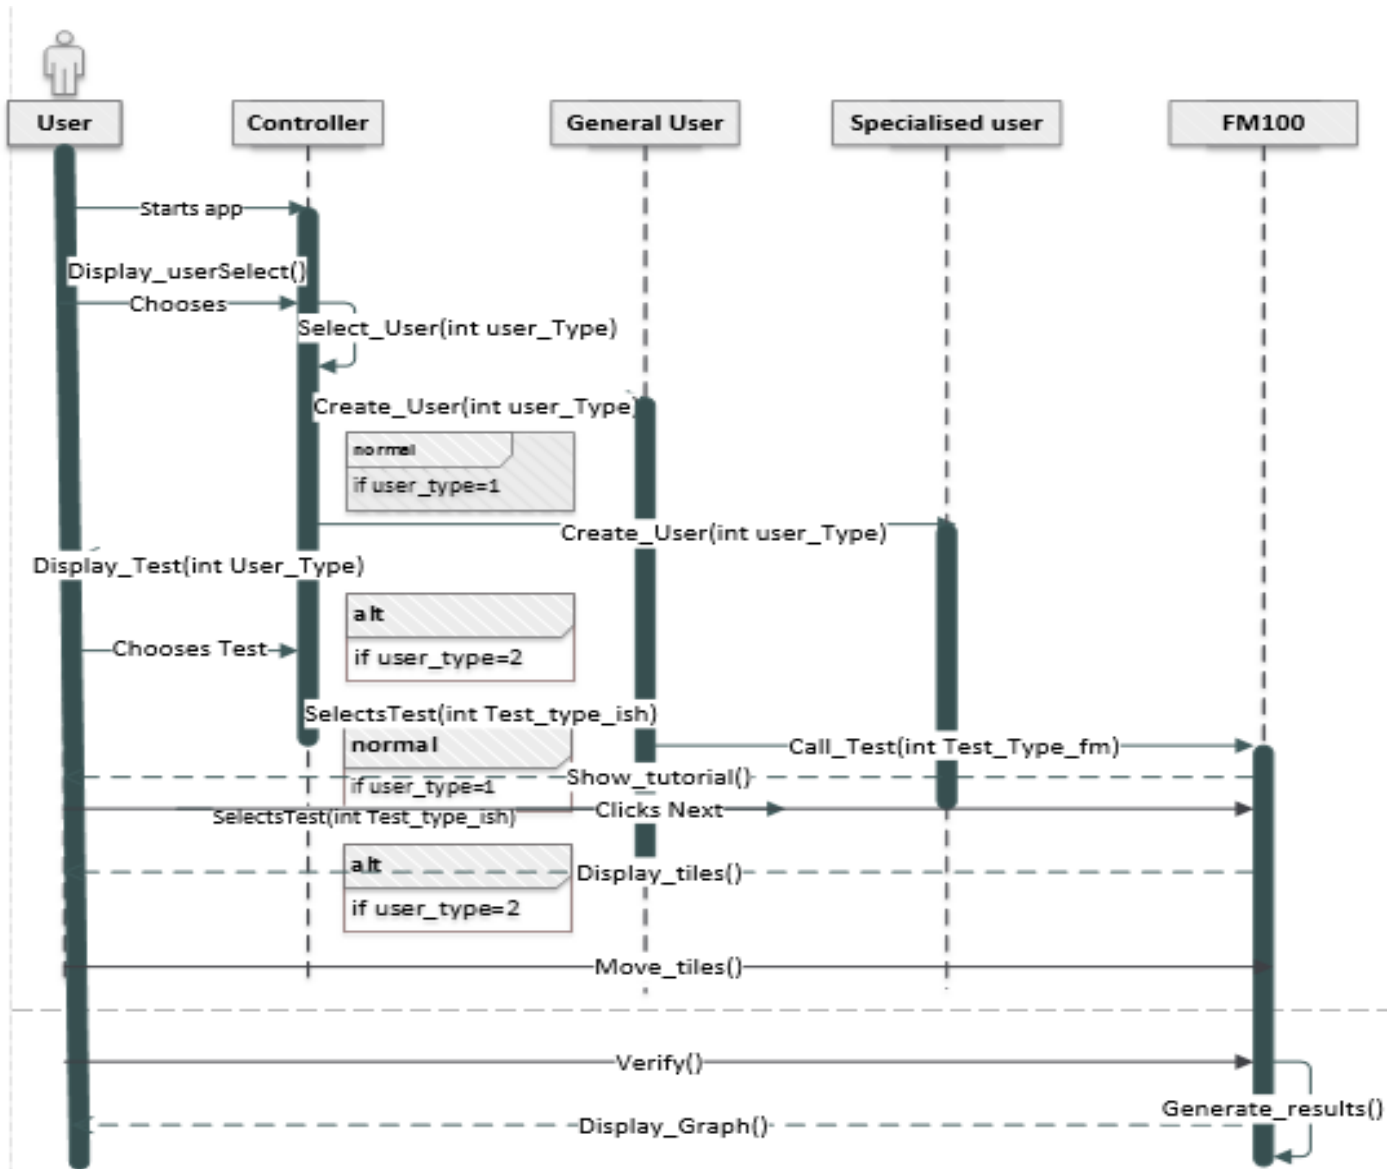 User
Controller
General User
Specialised user
FM100
Starts app
Display_userSelect()
Chooses
Select_User(int user_Type)
Create_User(int user_Type)
normal
if user_type=1
Create_User(int user_Type)
Display_Test(int User_Type)
alt
if user_type=2
Chooses Test
SelectsTest(int Test_type_ish)
normal
Call_Test(int Test_Type_fm)
Show_tutorial()
if user_type=1
Clicks Next
SelectsTest(int Test_type_ish)
alt
Display_tiles()
if user_type=2
Move_tiles()
Verify()
Generate_results()
Display_Graph()